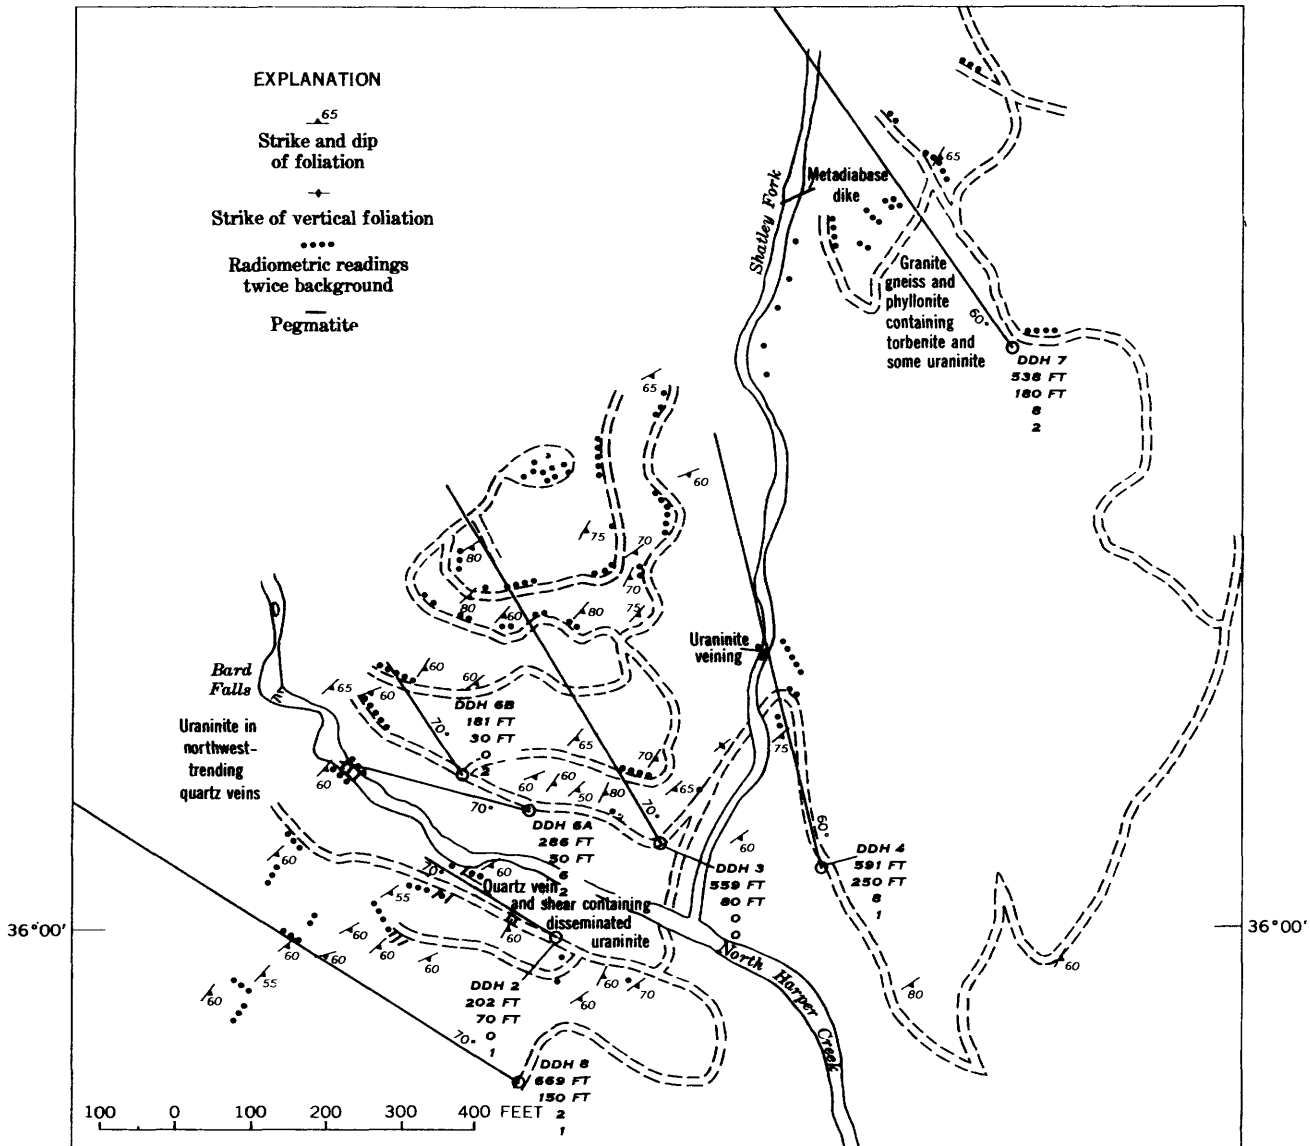 EXPLANATION
65
Strike and dip
of foliation
Strike of vertical foliation
Radiometric readings
twice background
Pegmatite
Shatley Fork
Metadiabase
dike
65
Granite
gneiss and
phyllonite
containing
torbenite and
some uraninite
60°
DDH 7
538 FT
180 FT
8
2
65
60
75
70
80
70
80
60
80
75
Uraninite
veining
Bard
Falls
65
60
60
60
DDH 6B
181 FT
30 FT
0
2
70°
75
65
70
Uraninite in
northwest-
trending
quartz veins
60
60
60
50
80
65
70°
70°
DDH 6A
286 FT
50 FT
6
2
60
60°
DDH 4
591 FT
250 FT
8
1
DDH 3
559 FT
80 FT
0
0
60
70°
60
Quartz vein
and shear containing
disseminated
uraninite
55
60
36°00'
36°00'
60
60
60
60
60
55
60
60
70
60
60
80
North Harper Creek
DDH 2
202 FT
70 FT
0
1
70°
DDH 8
669 FT
150 FT
2
1
100 0 100 200 300 400 FEET